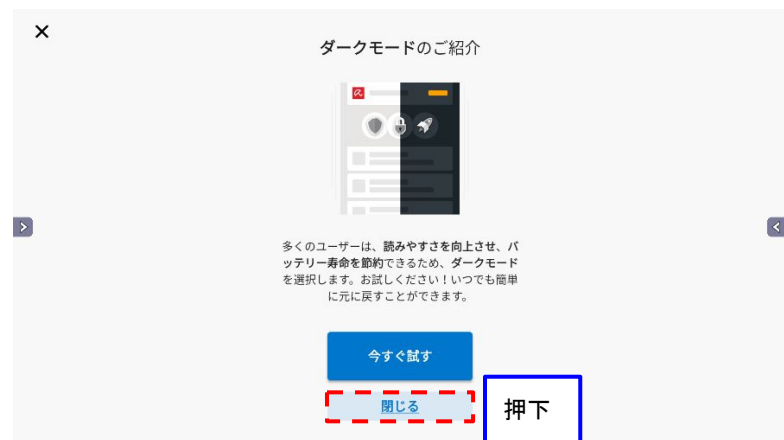 ダークモードのご紹介
多くのユーザーは、読みやすさを向上させ、バ
ッテリー寿命を節約できるため、ダークモード
を選択します。お試しください！いつでも簡単
に元に戻すことができます。
今すぐ試す
閉じる
押下